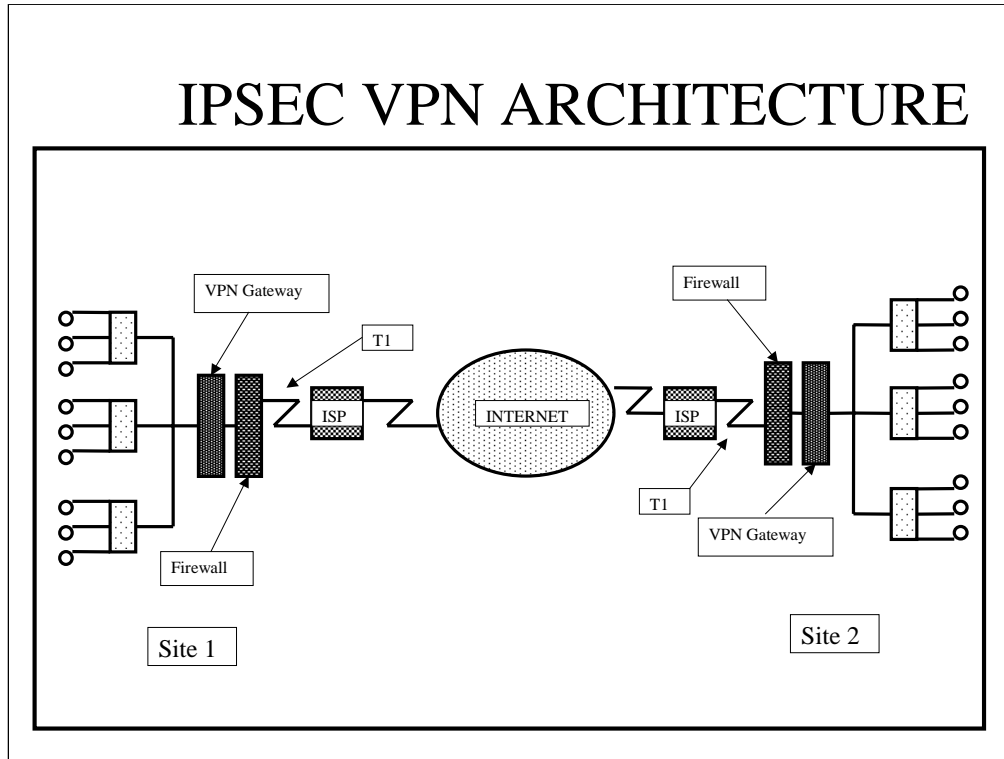 IPSEC VPN ARCHITECTURE
VPN Gateway
Firewall
T1
ISP
INTERNET
ISP
T1
VPN Gateway
Firewall
Site 1
Site 2